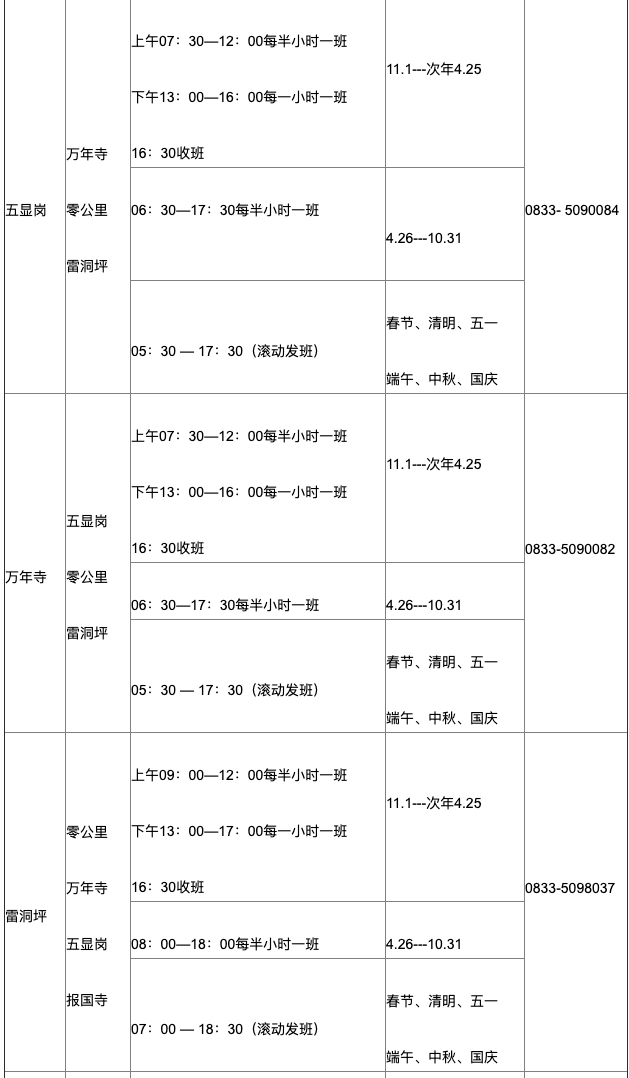 五显岗
万年寺
零公里
雷洞坪
上午07：30—12：00每半小时一班
下午13：00—16：00每一小时一班
16：30收班
11.1---次年4.25
06：30—17：30每半小时一班
4.26---10.31
05：30 — 17：30（滚动发班）
春节、清明、五一
端午、中秋、国庆
0833- 5090084
万年寺
五显岗
零公里
雷洞坪
上午07：30—12：00每半小时一班
下午13：00—16：00每一小时一班
16：30收班
11.1---次年4.25
06：30—17：30每半小时一班
4.26---10.31
05：30 — 17：30（滚动发班）
春节、清明、五一
端午、中秋、国庆
0833-5090082
雷洞坪
零公里
万年寺
五显岗
报国寺
上午09：00—12：00每半小时一班
下午13：00—17：00每一小时一班
16：30收班
11.1---次年4.25
08：00—18：00每半小时一班
4.26---10.31
07：00 — 18：30（滚动发班）
春节、清明、五一
端午、中秋、国庆
0833-5098037